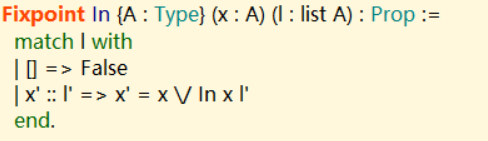 Fixpoint In {A : Type} (x : A) (l : list A) : Prop :=
match l with
| [] => False
| x' :: l' => x' = x \/ In x l'
end.